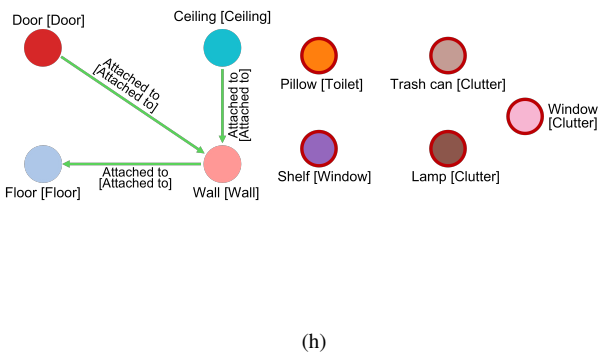 Door [Door]
Ceiling [Ceiling]
Attached to
[Attached to]
Attached to
[Attached to]
Pillow [Toilet]
Trash can [Clutter]
Window
[Clutter]
Attached to
[Attached to]
Floor [Floor]
Wall [Wall]
Shelf [Window]
Lamp [Clutter]
(h)